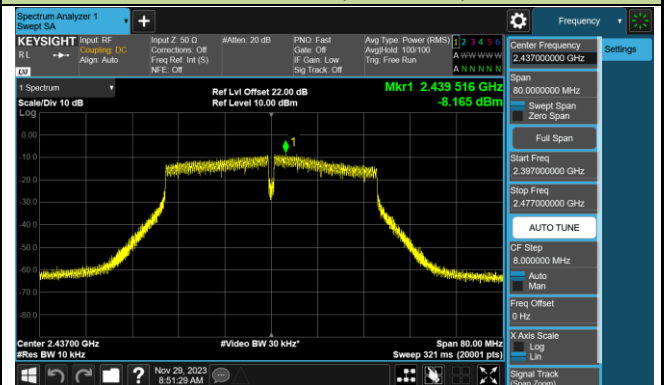 Spectrum Analyzer 1
Swept SA
+
Frequency
KEYSIGHT
Input: RF
Input Z: 50 Ω
#Atten: 20 dB
PNO: Fast
Avg Type: Power (RMS)
1 2 3 4 5 6
RL
Coupling: DC
Corrections: Off
Gate: Off
Avg|Hold: 100/100
A W W W W W
Align: Auto
Freq Ref: Int (S)
IF Gain: Low
Trig: Free Run
NFE: Off
Sig Track: Off
A N N N N N
LXI
1 Spectrum
Ref Lvl Offset 22.00 dB
Mkr1 2.439 516 GHz
Scale/Div 10 dB
Ref Level 10.00 dBm
-8.165 dBm
Log
1
0.00
-10.0
-20.0
-30.0
-40.0
-50.0
-60.0
-70.0
-80.0
Center 2.43700 GHz
#Video BW 30 kHz*
Span 80.00 MHz
#Res BW 10 kHz
Sweep 321 ms (20001 pts)
?
Nov 29, 2023
8:51:29 AM
Center Frequency
2.437000000 GHz
Settings
Span
80.0000000 MHz
Swept Span
Zero Span
Full Span
Start Freq
2.397000000 GHz
Stop Freq
2.477000000 GHz
AUTO TUNE
CF Step
8.000000 MHz
Auto
Man
Freq Offset
0 Hz
X Axis Scale
Log
Lin
Signal Track
(Span Zoom)